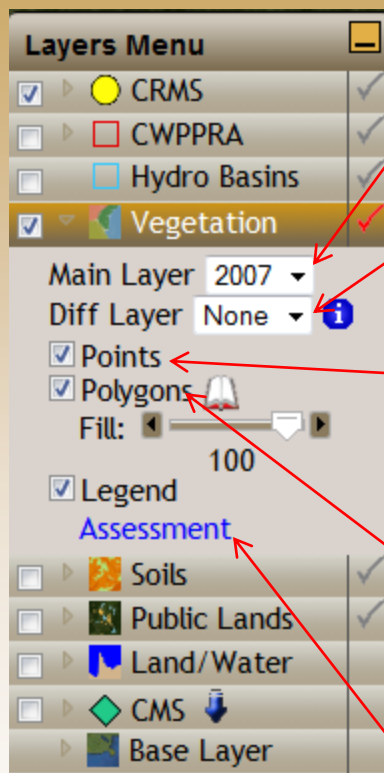 Layers Menu
CRMS
CWPPRA
Hydro Basins
Vegetation
Main Layer 2007
Diff Layer None i
Points
Polygons
Fill:
100
Legend
Assessment
Soils
Public Lands
Land/Water
CMS
Base Layer